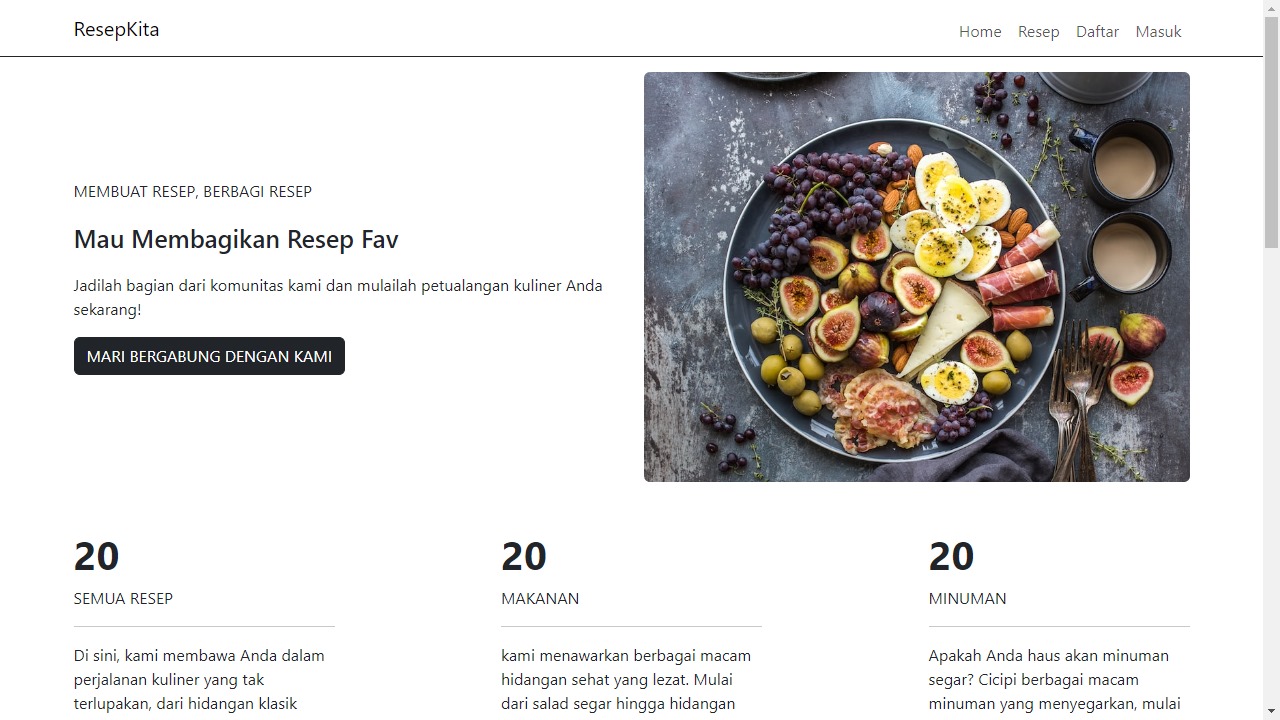 ResepKita
Home Resep Daftar Masuk
MEMBUAT RESEP, BERBAGI RESEP
Mau Membagikan Resep Fav
Jadilah bagian dari komunitas kami dan mulailah petualangan kuliner Anda
sekarang!
MARI BERGABUNG DENGAN KAMI
20
SEMUA RESEP
Di sini, kami membawa Anda dalam
perjalanan kuliner yang tak
terlupakan, dari hidangan klasik
20
MAKANAN
kami menawarkan berbagai macam
hidangan sehat yang lezat. Mulai
dari salad segar hingga hidangan
20
MINUMAN
Apakah Anda haus akan minuman
segar? Cicipi berbagai macam
minuman yang menyegarkan, mulai